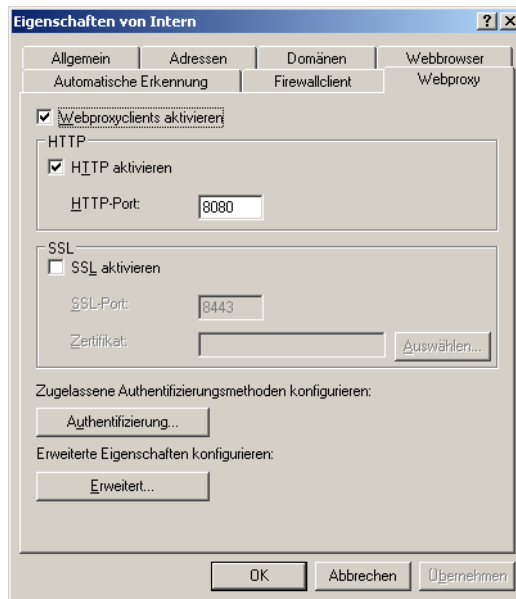 Eigenschaften von Intern
Allgemein Adressen Domänen Webbrowser
Automatische Erkennung Firewallclient Webproxy
Webproxyclients aktivieren
HTTP
HTTP aktivieren
HTTP-Port: 8080
SSL
SSL aktivieren
SSL-Port: 8443
Zertifikat: Auswählen...
Zugelassene Authentifizierungsmethoden konfigurieren:
Authentifizierung...
Erweiterte Eigenschaften konfigurieren:
Erweitert...
OK Abbrechen Übernehmen